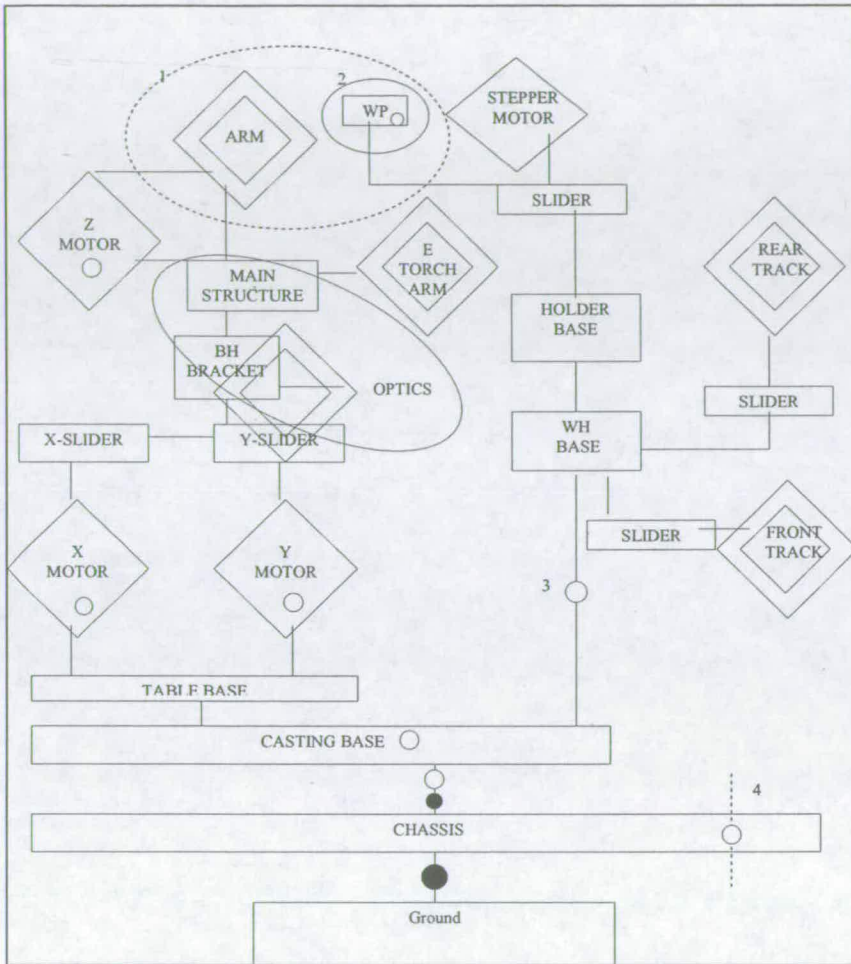 1
2
WP
STEPPER
MOTOR
ARM
SLIDER
Z
MOTOR
MAIN
STRUCTURE
E
TORCH
ARM
REAR
TRACK
HOLDER
BASE
BH
BRACKET
OPTICS
SLIDER
X-SLIDER
Y-SLIDER
WH
BASE
SLIDER
FRONT
TRACK
X
MOTOR
Y
MOTOR
3
TABLE BASE
CASTING BASE
4
CHASSIS
Ground